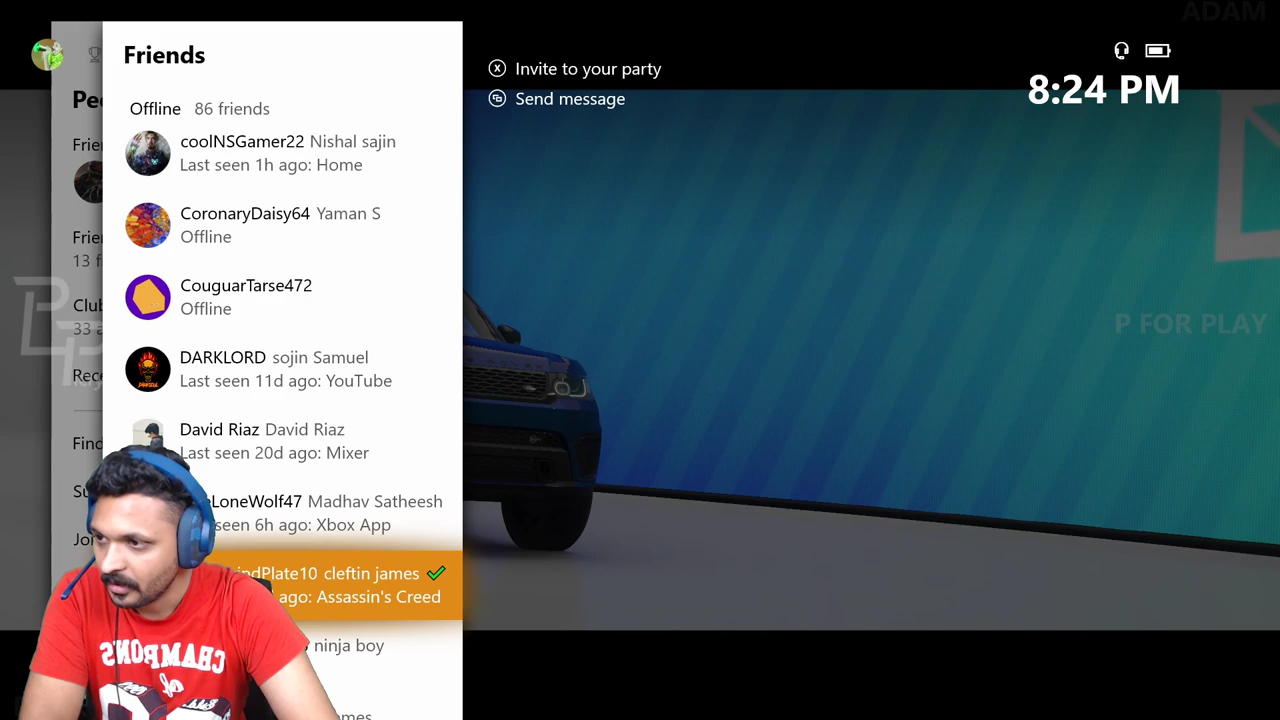 ADAM
Friends
Offline 86 friends
coolNSGamer22 Nishal sajin
Last seen 1h ago: Home
CoronaryDaisy64 Yaman S
Offline
CouguarTarse472
Offline
DARKLORD sojin Samuel
Last seen 11d ago: YouTube
David Riaz David Riaz
Last seen 20d ago: Mixer
LoneWolf47 Madhav Satheesh
seen 6h ago: Xbox App
cleftin james
ago: Assassin's Creed
ninja boy
Invite to your party
Send message
8:24 PM
P FOR PLAY
CHAMPIONS
of